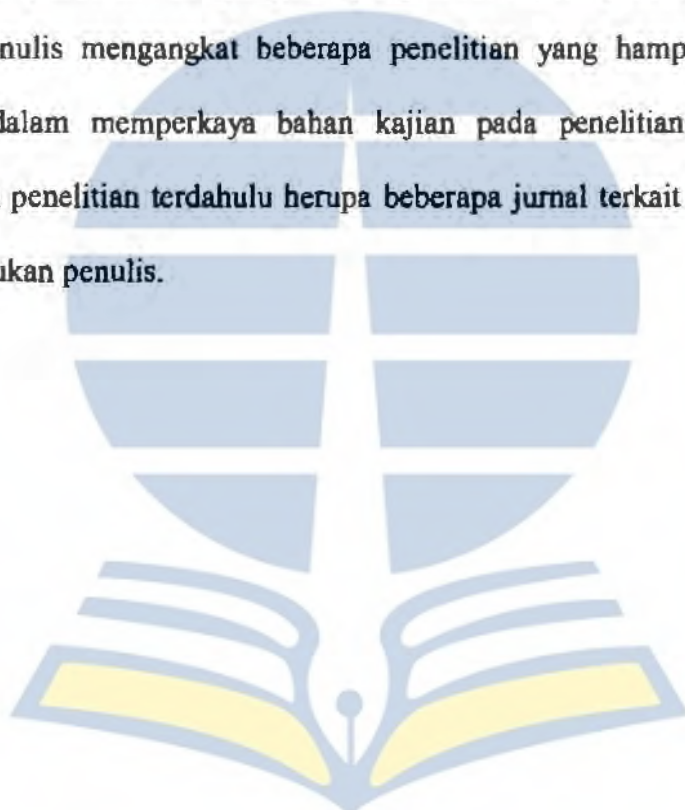 nulis mengangkat beberapa penelitian yang hamp
dalam memperkaya bahan kajian pada penelitian
penelitian terdahulu herupa beberapa jurnal terkait
ukan penulis.